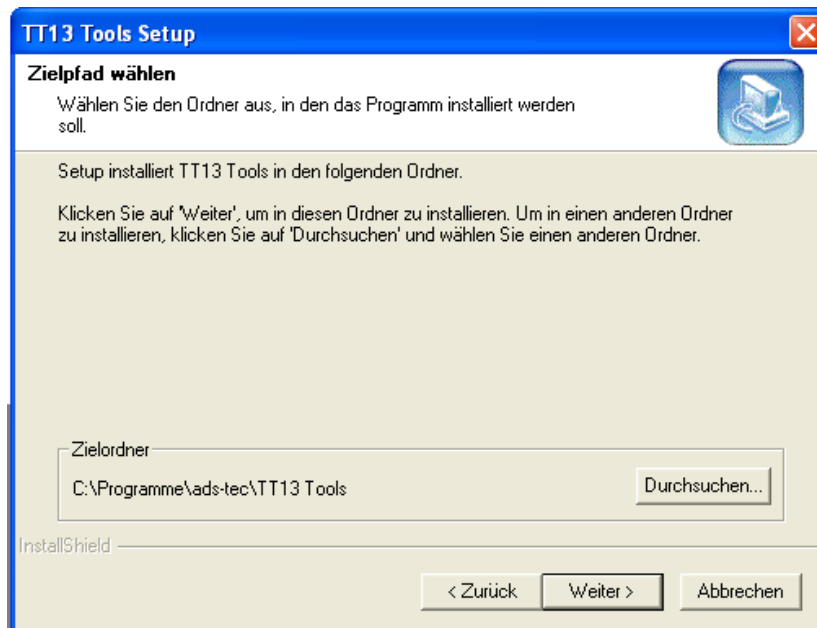 TT13 Tools Setup
Zielpfad wählen
Wählen Sie den Ordner aus, in den das Programm installiert werden
soll.
Setup installiert TT13 Tools in den folgenden Ordner.
Klicken Sie auf 'Weiter', um in diesen Ordner zu installieren. Um in einen anderen Ordner
zu installieren, klicken Sie auf 'Durchsuchen' und wählen Sie einen anderen Ordner.
Zielordner
C:\Programme\ads-tec\TT13 Tools
Durchsuchen...
InstallShield
< Zurück
Weiter >
Abbrechen